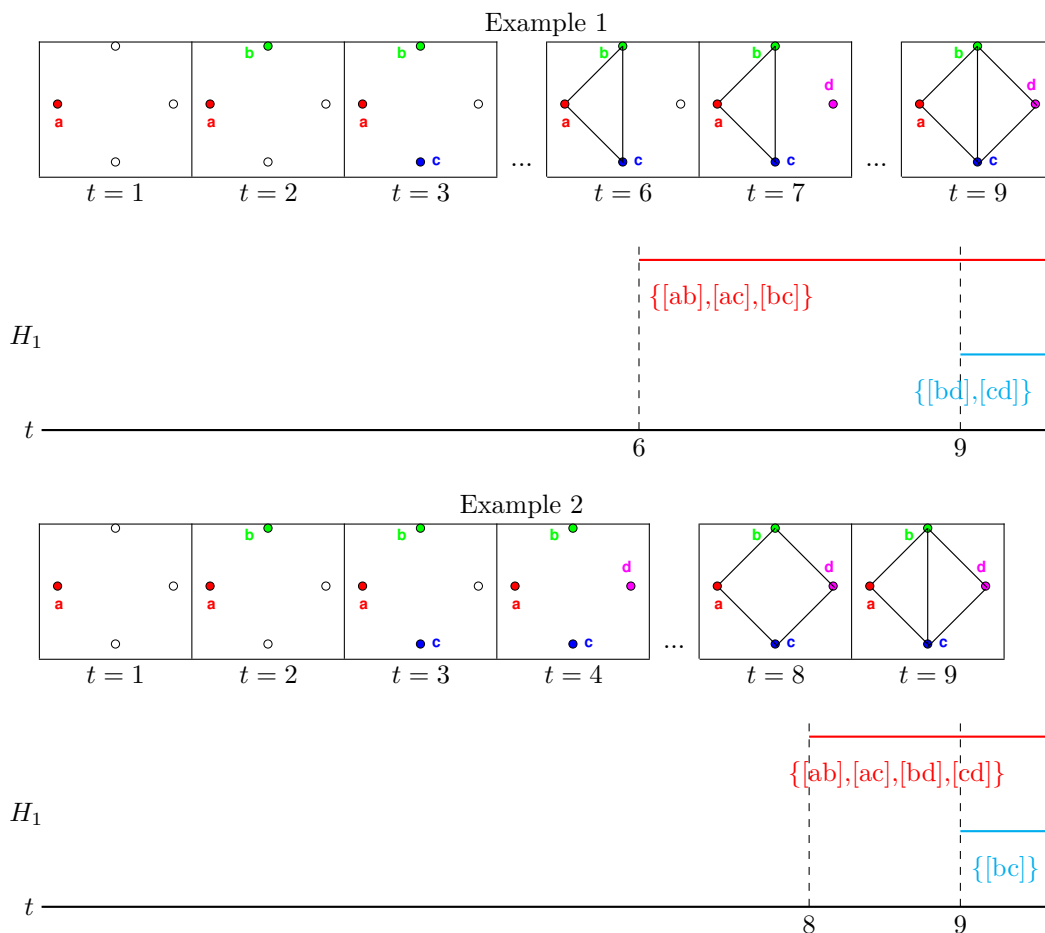 Example 1
b b b b b
d d
a a a a a a
c c c c
... ...
t = 1 t = 2 t = 3 t = 6 t = 7 t = 9
{[ab],[ac],[bc]}
H₁
{[bd],[cd]}
t
6 9
Example 2
b b b b b
d d d
a a a a a a
c c c c
...
t = 1 t = 2 t = 3 t = 4 t = 8 t = 9
{[ab],[ac],[bd],[cd]}
H₁
{[bc]}
t
8 9